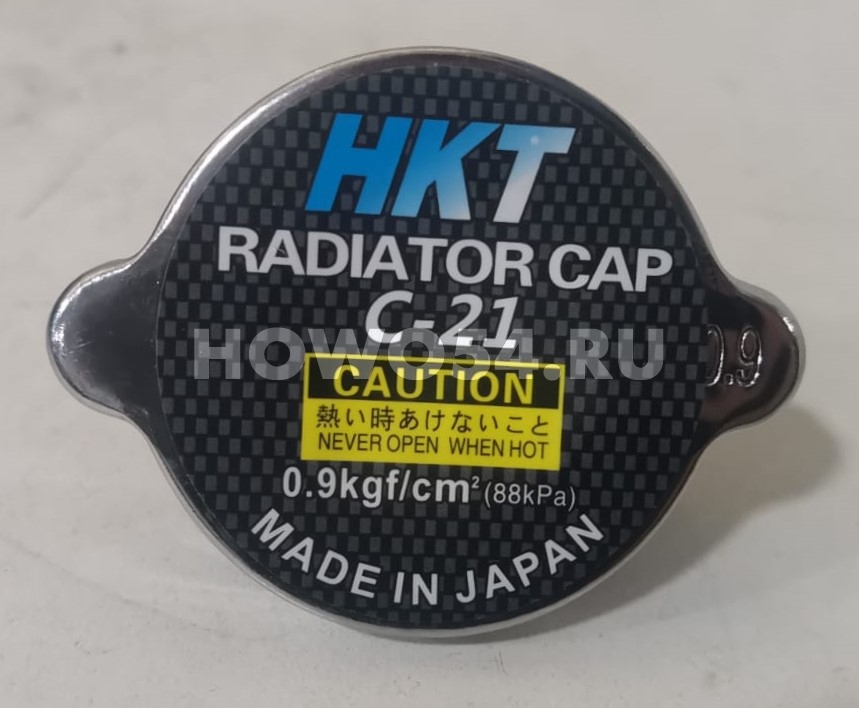 HKT
RADIATOR CAP
C-21
HOWO54.RU
0.9
CAUTION
熱い時あけないこと
NEVER OPEN WHEN HOT
0.9kgf/cm² (88kPa)
MADE IN JAPAN